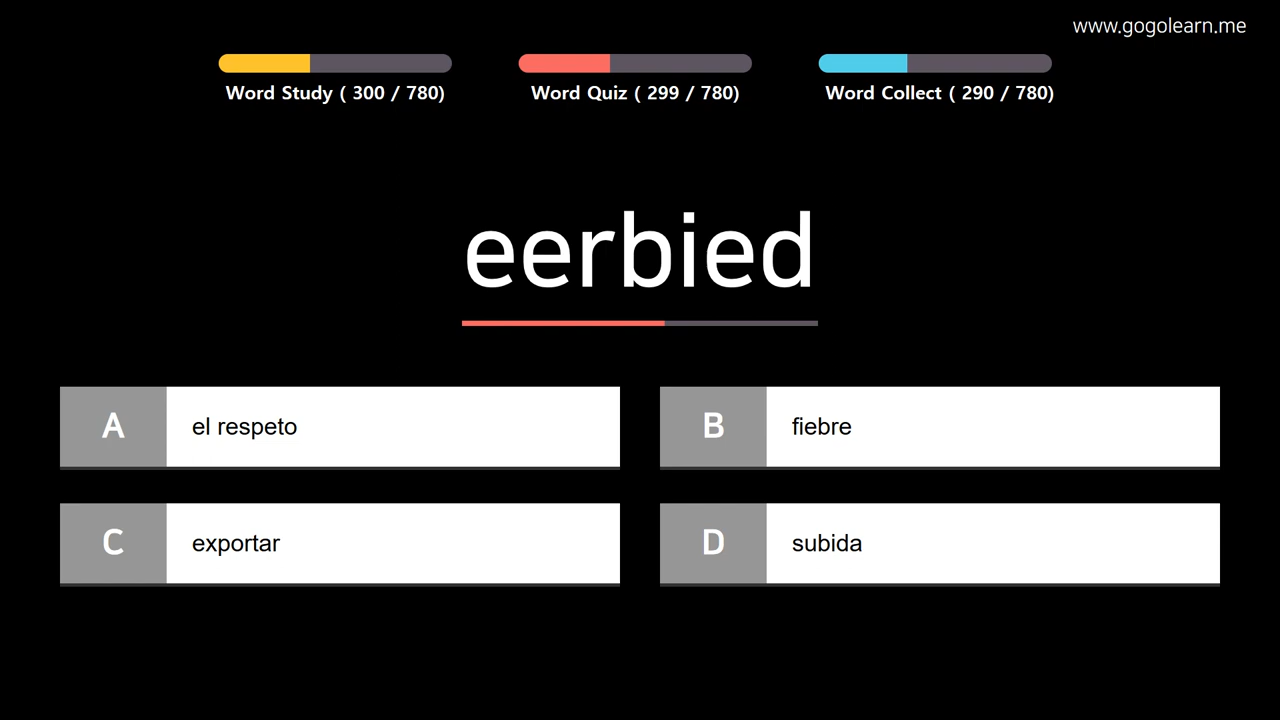 www.gogolearn.me
Word Study ( 300 / 780)
Word Quiz ( 299 / 780)
Word Collect ( 290 / 780)
eerbied
A el respeto
B fiebre
C exportar
D subida